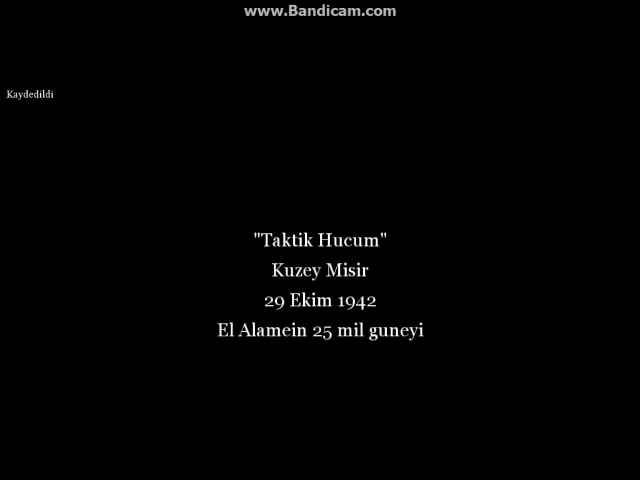 www.Bandicam.com
Kaydedildi
"Taktik Hucum"
Kuzey Misir
29 Ekim 1942
El Alamein 25 mil guneyi